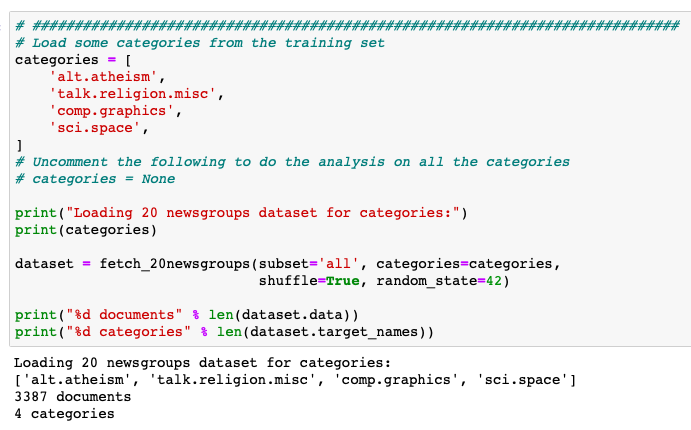 # #############################################################################
# Load some categories from the training set
categories = [
    'alt.atheism',
    'talk.religion.misc',
    'comp.graphics',
    'sci.space',
]
# Uncomment the following to do the analysis on all the categories
# categories = None
print("Loading 20 newsgroups dataset for categories:")
print(categories)
dataset = fetch_20newsgroups(subset='all', categories=categories,
                             shuffle=True, random_state=42)
print("%d documents" % len(dataset.data))
print("%d categories" % len(dataset.target_names))
Loading 20 newsgroups dataset for categories:
['alt.atheism', 'talk.religion.misc', 'comp.graphics', 'sci.space']
3387 documents
4 categories